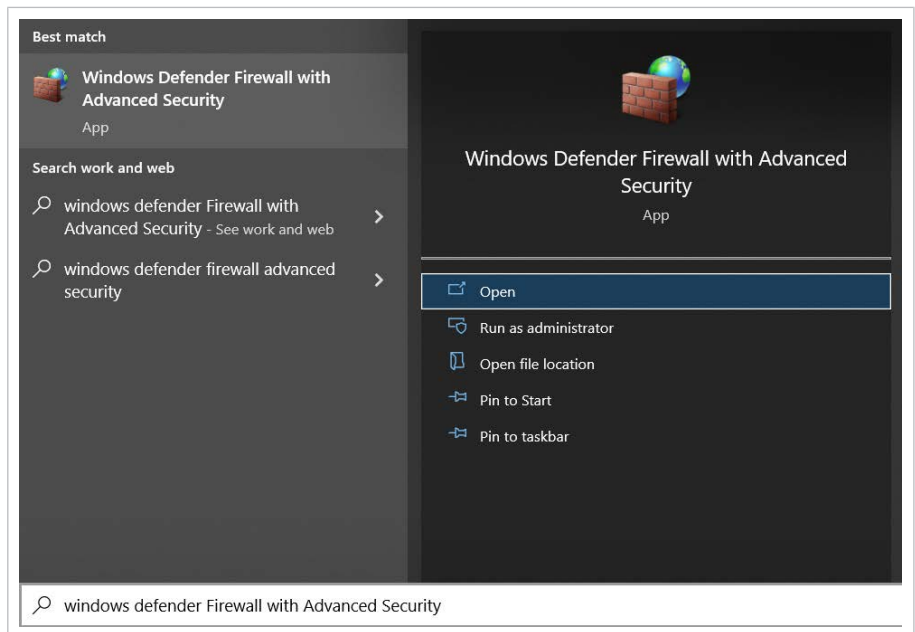 Best match
Windows Defender Firewall with
Advanced Security
App
Search work and web
windows defender Firewall with
Advanced Security - See work and web
windows defender firewall advanced
security
Windows Defender Firewall with Advanced
Security
App
Open
Run as administrator
Open file location
Pin to Start
Pin to taskbar
windows defender Firewall with Advanced Security